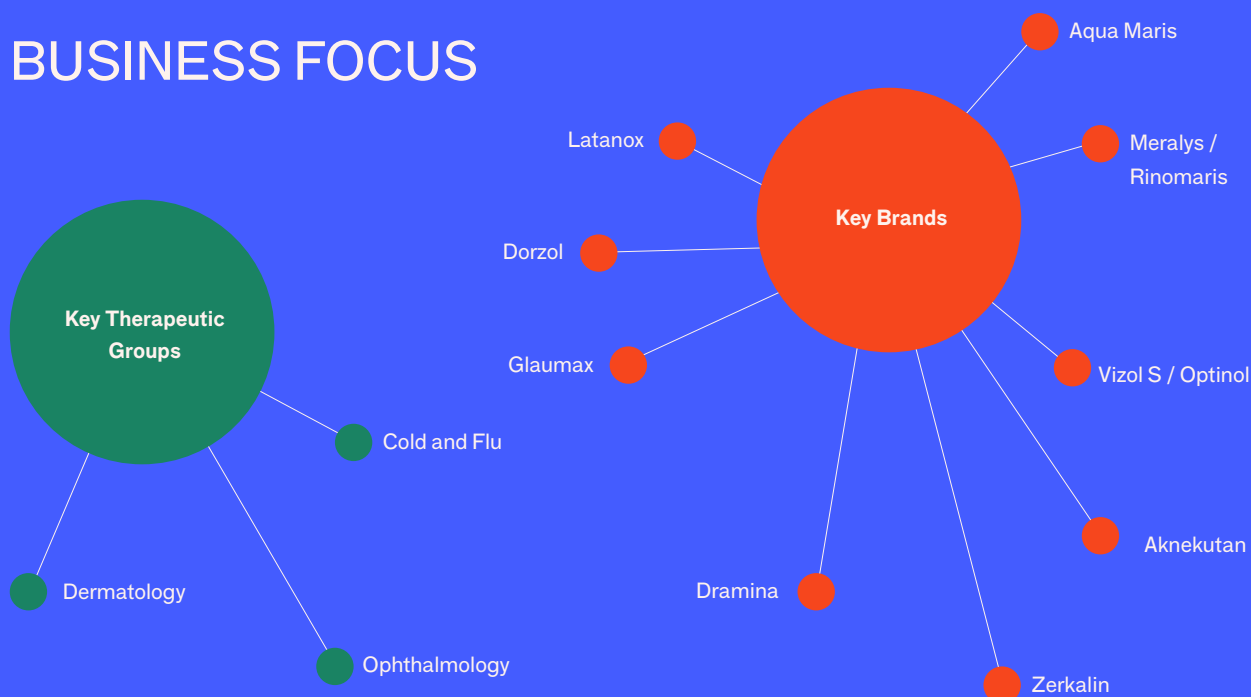 BUSINESS FOCUS
Key Therapeutic
Groups
Cold and Flu
Dermatology
Ophthalmology
Key Brands
Aqua Maris
Meralys /
Rinomaris
Latanox
Dorzol
Glaumax
Vizol S / Optinol
Aknekutan
Dramina
Zerkalin